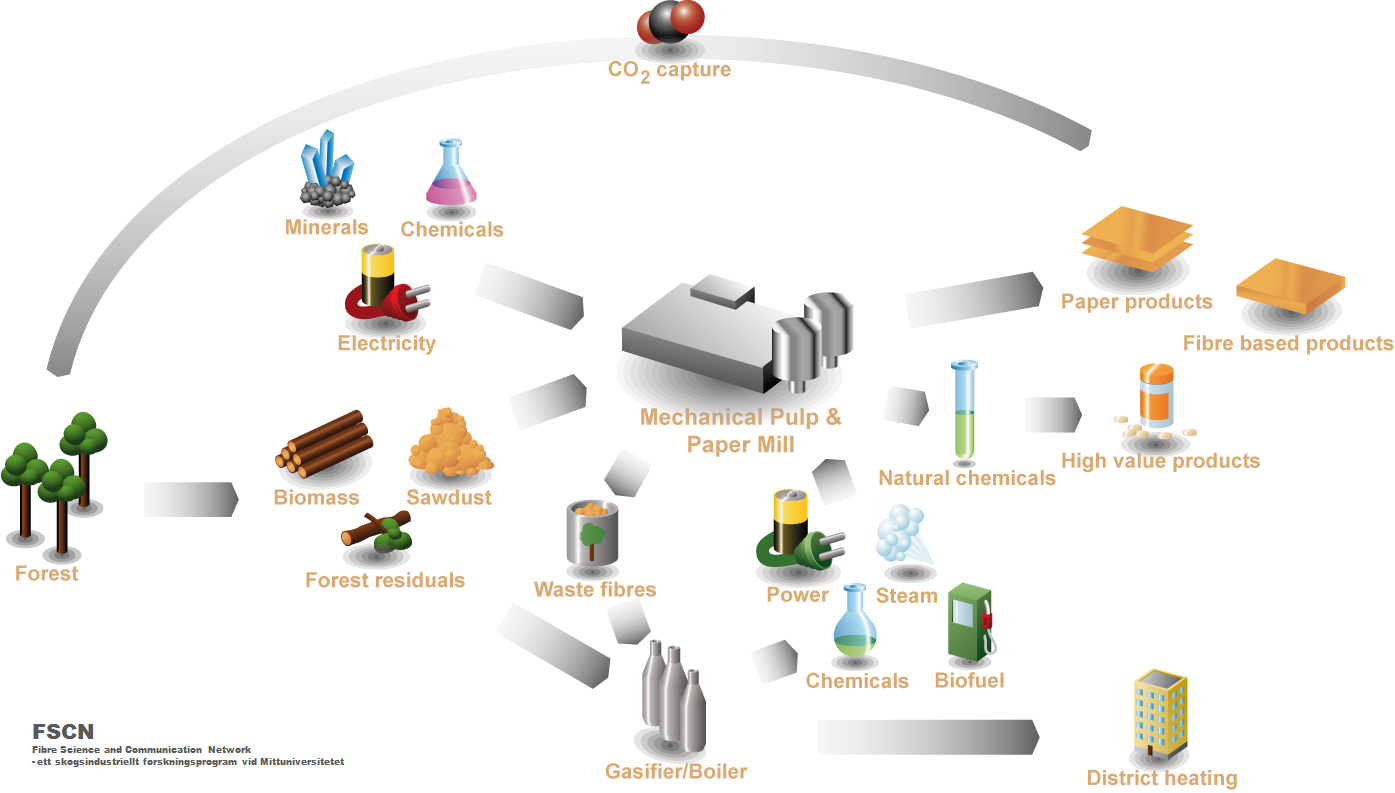 CO2 capture
Minerals
Chemicals
Electricity
Paper products
Fibre based products
Mechanical Pulp &
Paper Mill
Natural chemicals
High value products
Forest
Biomass
Sawdust
Forest residuals
Waste fibres
Power
Steam
Chemicals
Biofuel
Gasifier/Boiler
District heating
FSCN
Fibre Science and Communication Network
- ett skogsindustriellt forskningsprogram vid Mittuniversitetet